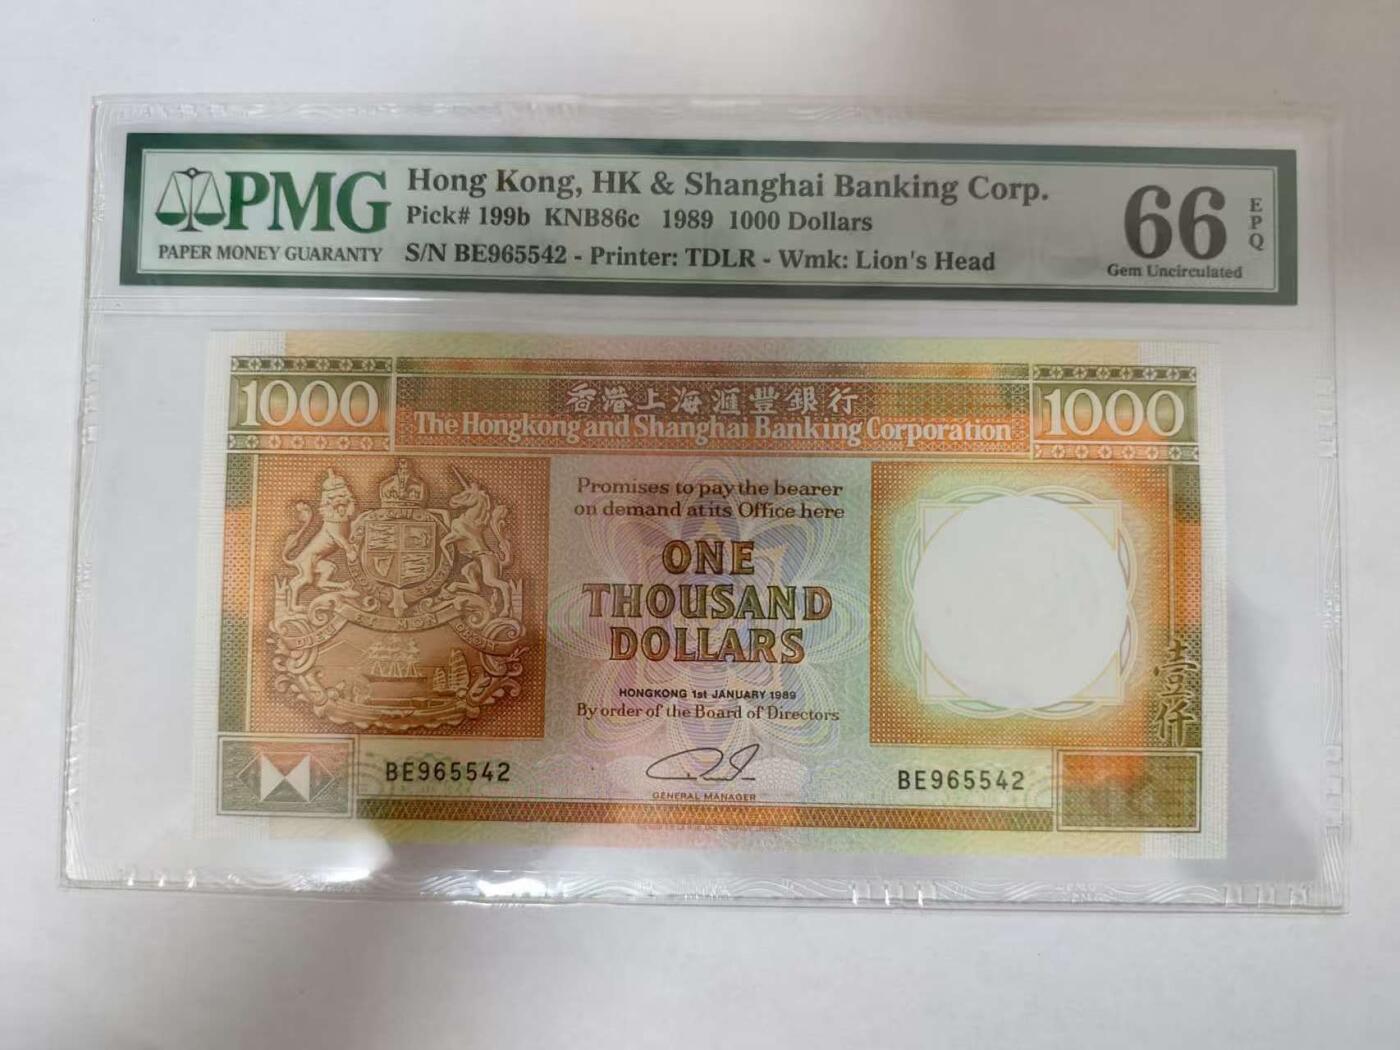 PMG
PAPER MONEY GUARANTY
Hong Kong, HK & Shanghai Banking Corp.
Pick# 199b KNB86c 1989 1000 Dollars
S/N BE965542 - Printer: TDLR - Wmk: Lion's Head
66
EPQ
Gem Uncirculated
1000
香港上海滙豐銀行
1000
The Hongkong and Shanghai Banking Corporation
Promises to pay the bearer
on demand at its Office here
ONE
THOUSAND
DOLLARS
HONGKONG 1st JANUARY 1989
By order of the Board of Directors
壹仟
BE965542
BE965542
GENERAL MANAGER